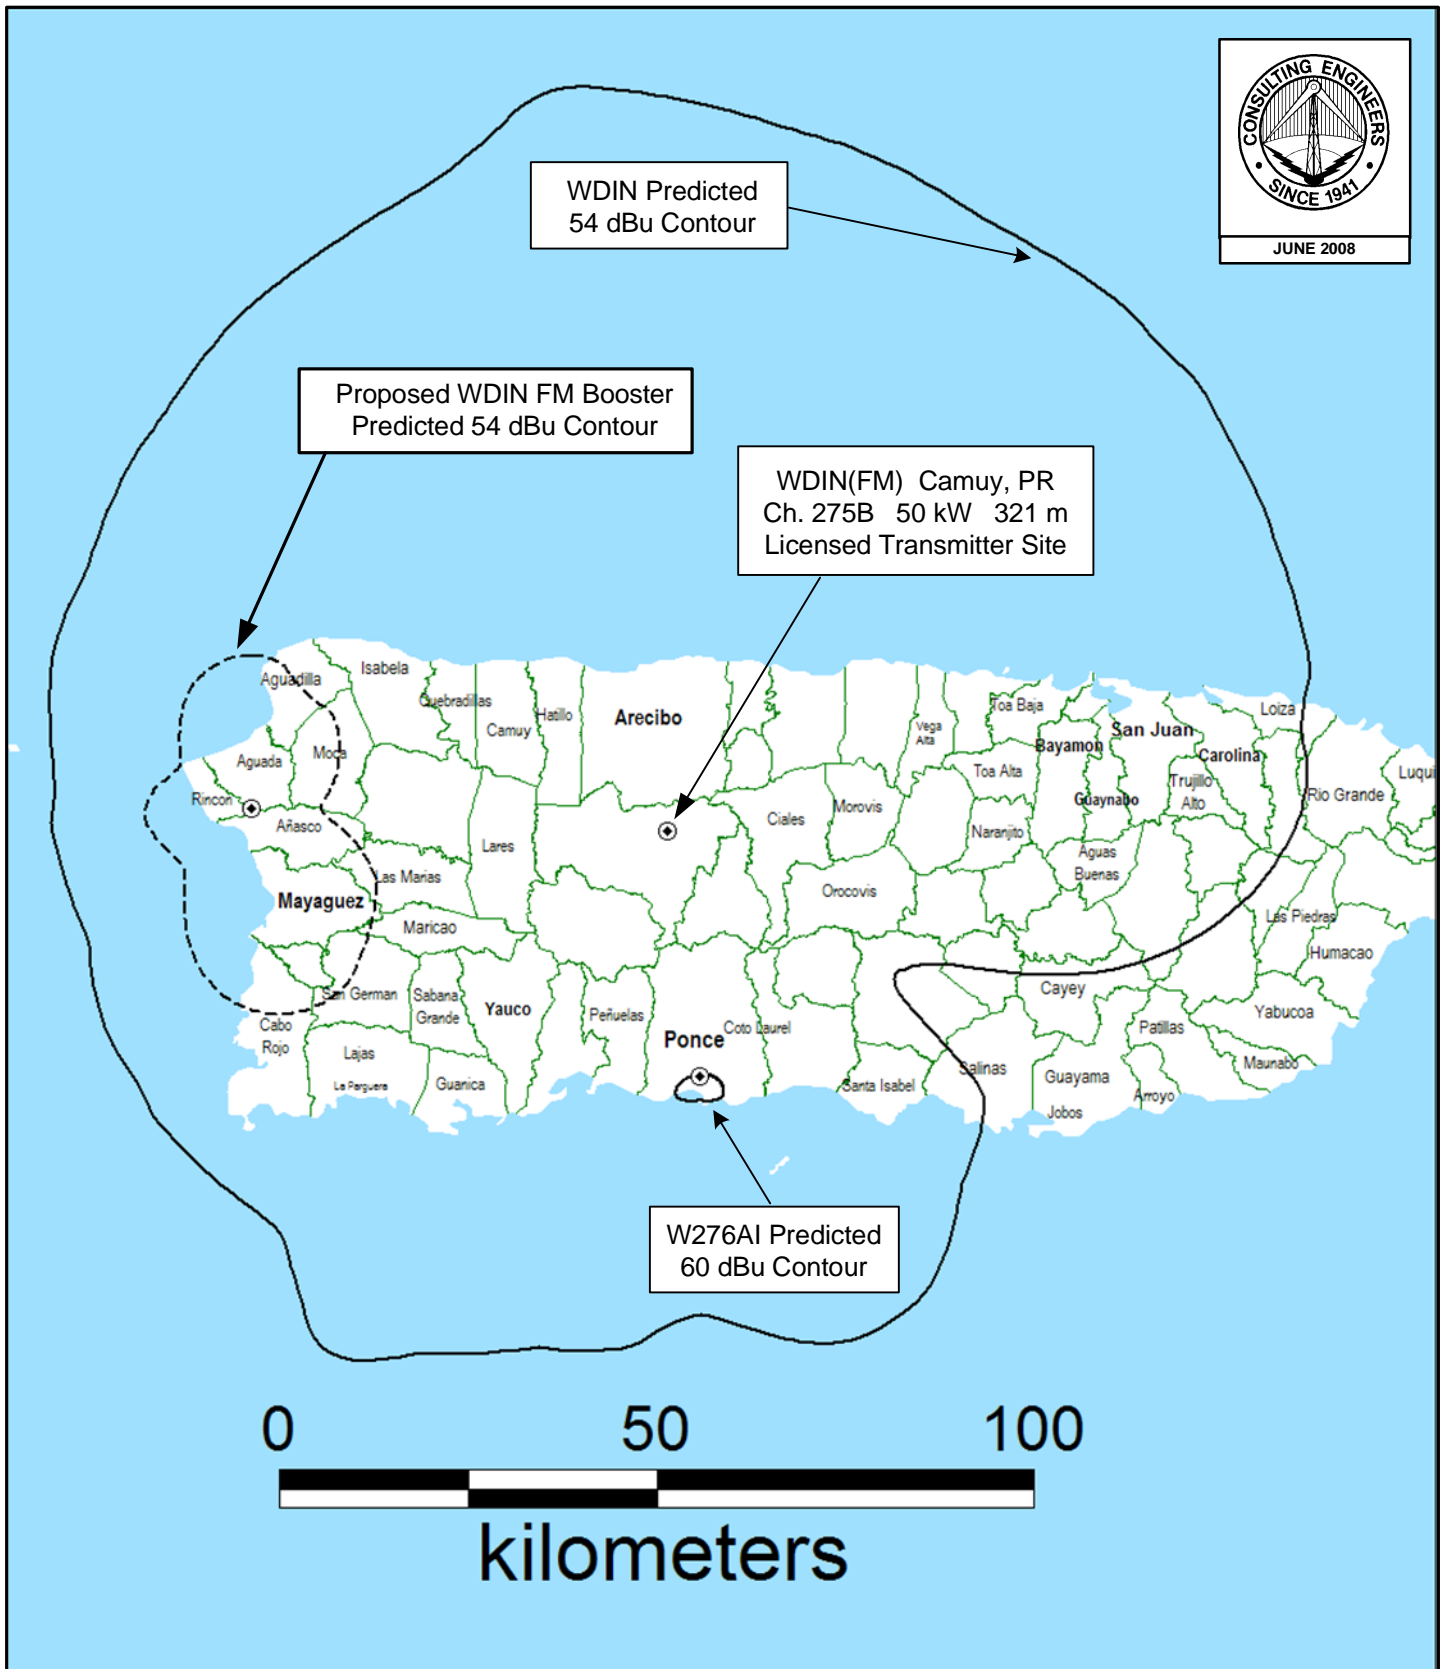 CONSULTING ENGINEERS
• SINCE 1941 •
JUNE 2008
WDIN Predicted
54 dBu Contour
Proposed WDIN FM Booster
Predicted 54 dBu Contour
WDIN(FM) Camuy, PR
Ch. 275B 50 kW 321 m
Licensed Transmitter Site
Aguadilla
Isabela
Quebradillas
Camuy
Hatillo
Arecibo
Vega
Alta
Toa Baja
Bayamon
San Juan
Loiza
Carolina
Aguada
Moca
Toa Alta
Trujillo
Alto
Guaynabo
Rio Grande
Luqui
Rincon
Añasco
Lares
Ciales
Morovis
Naranjito
Aguas
Buenas
Las Marias
Mayaguez
Maricao
Orocovis
Las Piedras
Humacao
San German
Sabana
Grande
Yauco
Peñuelas
Ponce
Coto Laurel
Cayey
Patillas
Yabucoa
Cabo
Rojo
Lajas
La Parguera
Guanica
Santa Isabel
Salinas
Guayama
Jobos
Arroyo
Maunabo
W276AI Predicted
60 dBu Contour
0 50 100
kilometers